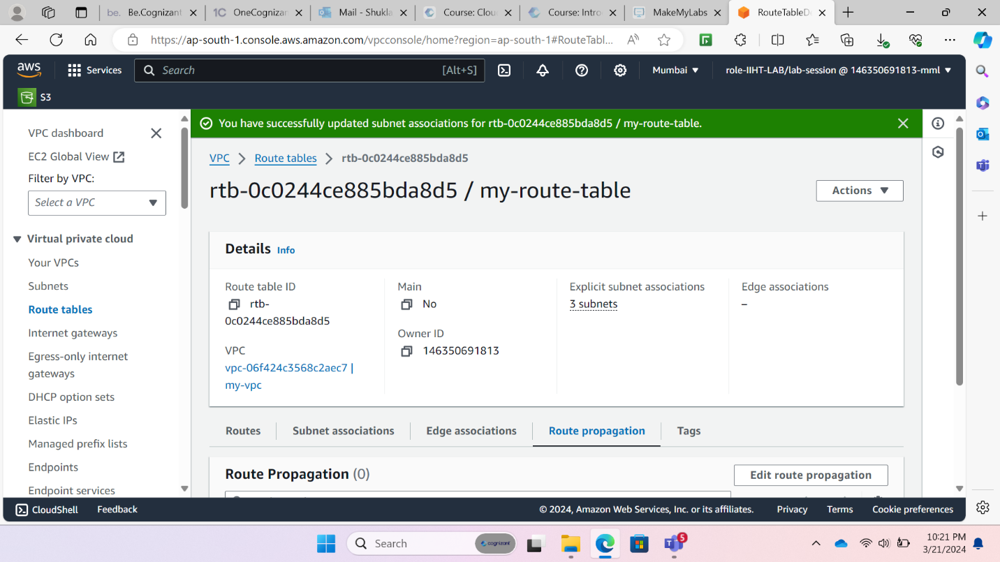 be. Be.Cognizant
1C OneCognizan
Mail - Shukla
Course: Clou
Course: Intro
MakeMyLabs
RouteTableDe
https://ap-south-1.console.aws.amazon.com/vpcconsole/home?region=ap-south-1#RouteTabl...
aws
Services
Search [Alt+S]
Mumbai
role-IIHT-LAB/lab-session @ 146350691813-mml
S3
VPC dashboard
EC2 Global View
Filter by VPC:
Select a VPC
Virtual private cloud
Your VPCs
Subnets
Route tables
Internet gateways
Egress-only internet
gateways
DHCP option sets
Elastic IPs
Managed prefix lists
Endpoints
Endpoint services
You have successfully updated subnet associations for rtb-0c0244ce885bda8d5 / my-route-table.
VPC > Route tables > rtb-0c0244ce885bda8d5
rtb-0c0244ce885bda8d5 / my-route-table
Actions
Details Info
Route table ID
rtb-
0c0244ce885bda8d5
VPC
vpc-06f424c3568c2aec7 |
my-vpc
Main
No
Owner ID
146350691813
Explicit subnet associations
3 subnets
Edge associations
–
Routes
Subnet associations
Edge associations
Route propagation
Tags
Route Propagation (0)
Edit route propagation
CloudShell
Feedback
© 2024, Amazon Web Services, Inc. or its affiliates.
Privacy
Terms
Cookie preferences
Search
cognizant
5
10:21 PM
3/21/2024